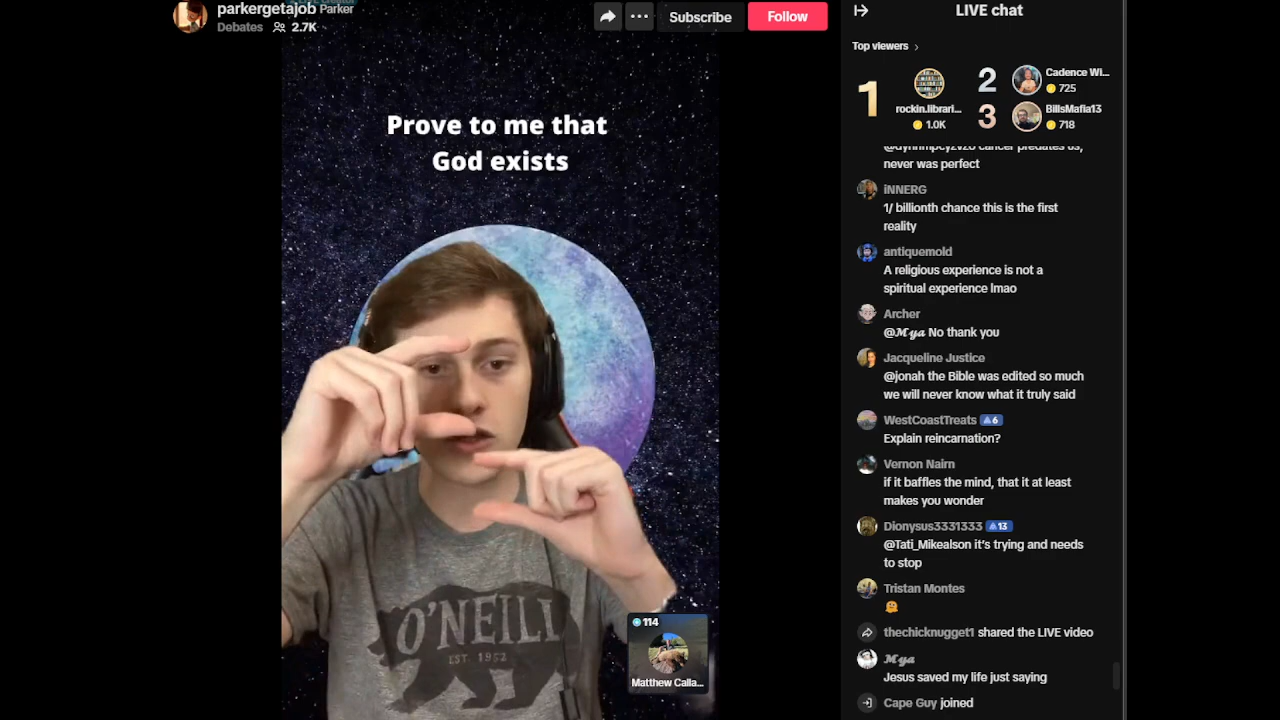 parkergetajob Parker
Debates 2.7K
Subscribe
Follow
Prove to me that
God exists
O'NEILL
EST. 1952
114
Matthew Calla...
LIVE chat
Top viewers
1
rockin.librari...
1.0K
2
Cadence Wi...
725
3
BillsMafia13
718
cancer predates us,
never was perfect
iNNERG
1/ billionth chance this is the first
reality
antiquemold
A religious experience is not a
spiritual experience lmao
Archer
@𝓜𝔂𝓪 No thank you
Jacqueline Justice
@jonah the Bible was edited so much
we will never know what it truly said
WestCoastTreats 6
Explain reincarnation?
Vernon Nairn
if it baffles the mind, that it at least
makes you wonder
Dionysus3331333 13
@Tati_Mikealson it's trying and needs
to stop
Tristan Montes
thechicknugget1 shared the LIVE video
𝓜𝔂𝓪
Jesus saved my life just saying
Cape Guy joined